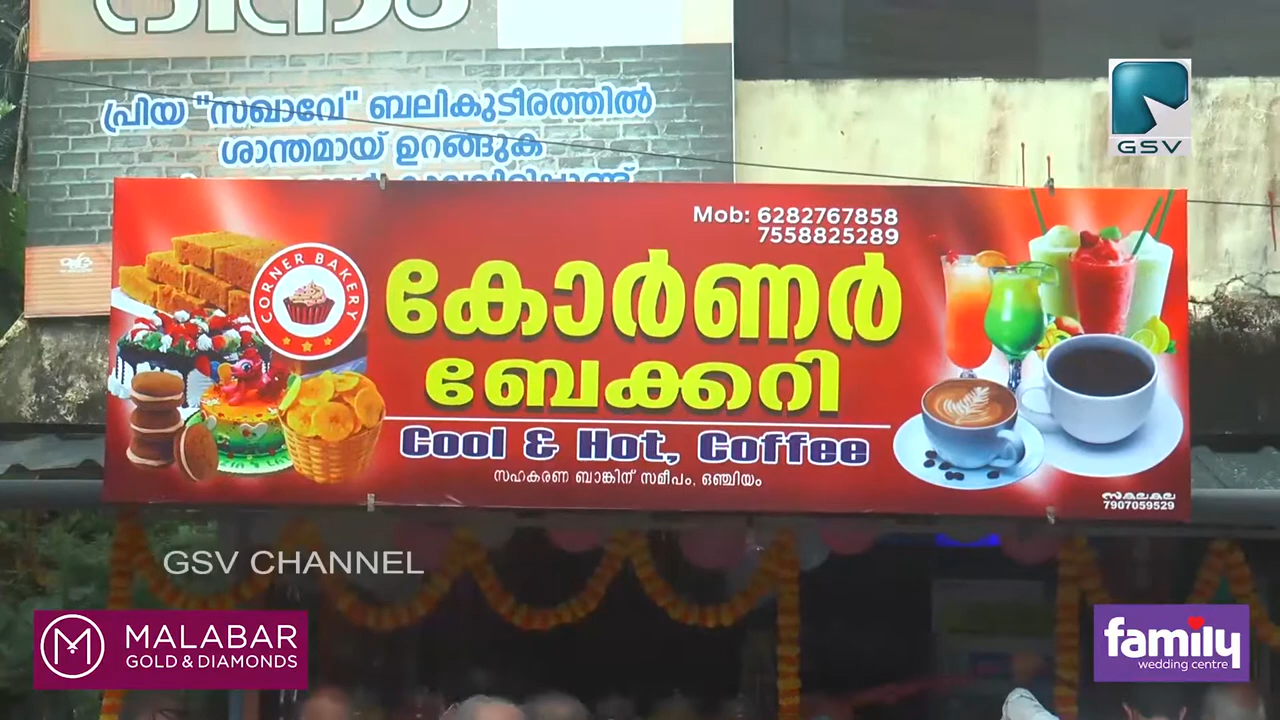 ദിനം
പ്രിയ "സഖാവേ" ബലികുടീരത്തിൽ
ശാന്തമായ് ഉറങ്ങുക
GSV
Mob: 6282767858
7558825289
CORNER BAKERY
കോർണർ
ബേക്കറി
Cool & Hot, Coffee
സഹകരണ ബാങ്കിന് സമീപം, ഒഞ്ചിയം
സകലകല
7907059529
GSV CHANNEL
M MALABAR
GOLD & DIAMONDS
family
wedding centre